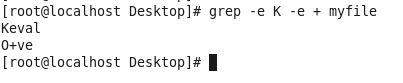 [root@localhost Desktop]# grep -e K -e + myfile
Keval
O+ve
[root@localhost Desktop]#